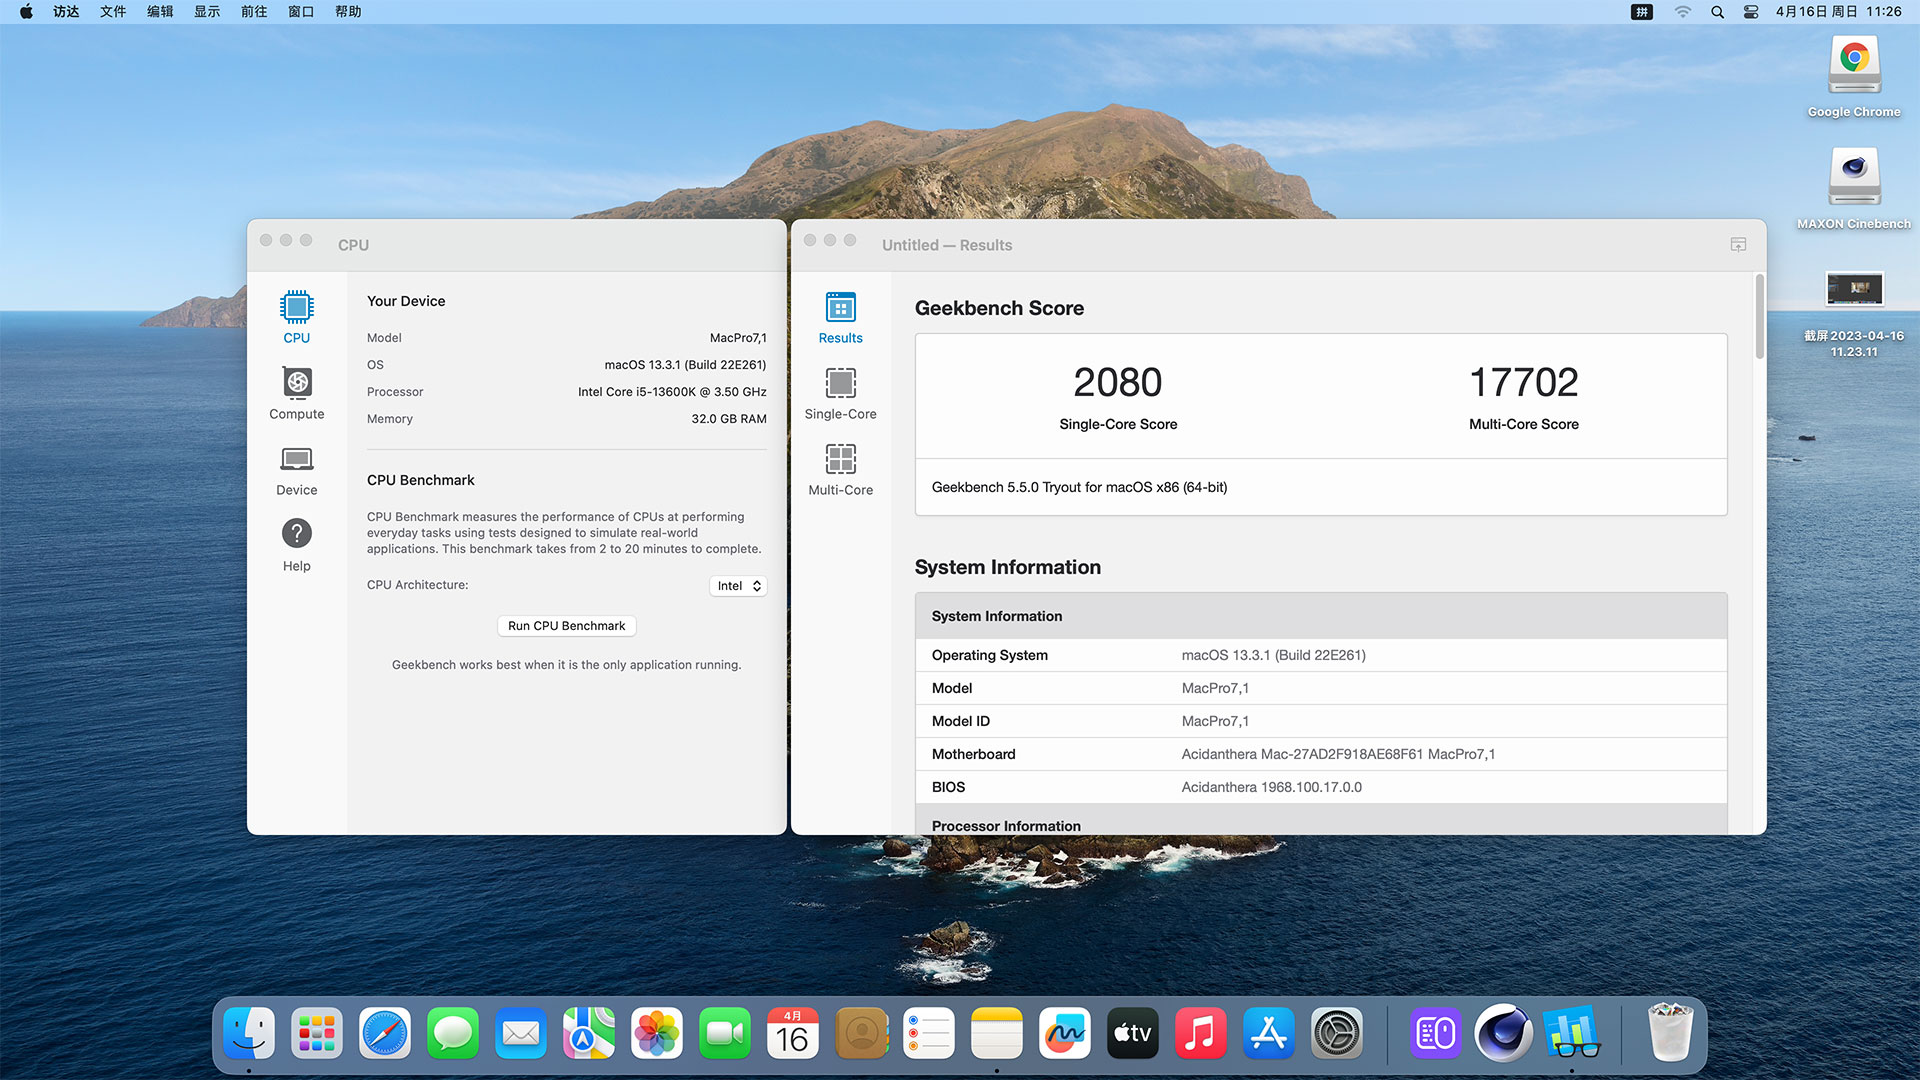 访达 文件 编辑 显示 前往 窗口 帮助
拼 4月16日 周日 11:26
Google Chrome
MAXON Cinebench
截屏2023-04-16
11.23.11
CPU
CPU
Compute
Device
Help
Your Device
Model MacPro7,1
OS macOS 13.3.1 (Build 22E261)
Processor Intel Core i5-13600K @ 3.50 GHz
Memory 32.0 GB RAM
CPU Benchmark
CPU Benchmark measures the performance of CPUs at performing
everyday tasks using tests designed to simulate real-world
applications. This benchmark takes from 2 to 20 minutes to complete.
CPU Architecture: Intel
Run CPU Benchmark
Geekbench works best when it is the only application running.
Untitled — Results
Results
Single-Core
Multi-Core
Geekbench Score
2080 17702
Single-Core Score Multi-Core Score
Geekbench 5.5.0 Tryout for macOS x86 (64-bit)
System Information
System Information
Operating System macOS 13.3.1 (Build 22E261)
Model MacPro7,1
Model ID MacPro7,1
Motherboard Acidanthera Mac-27AD2F918AE68F61 MacPro7,1
BIOS Acidanthera 1968.100.17.0.0
Processor Information
4月
16
tv